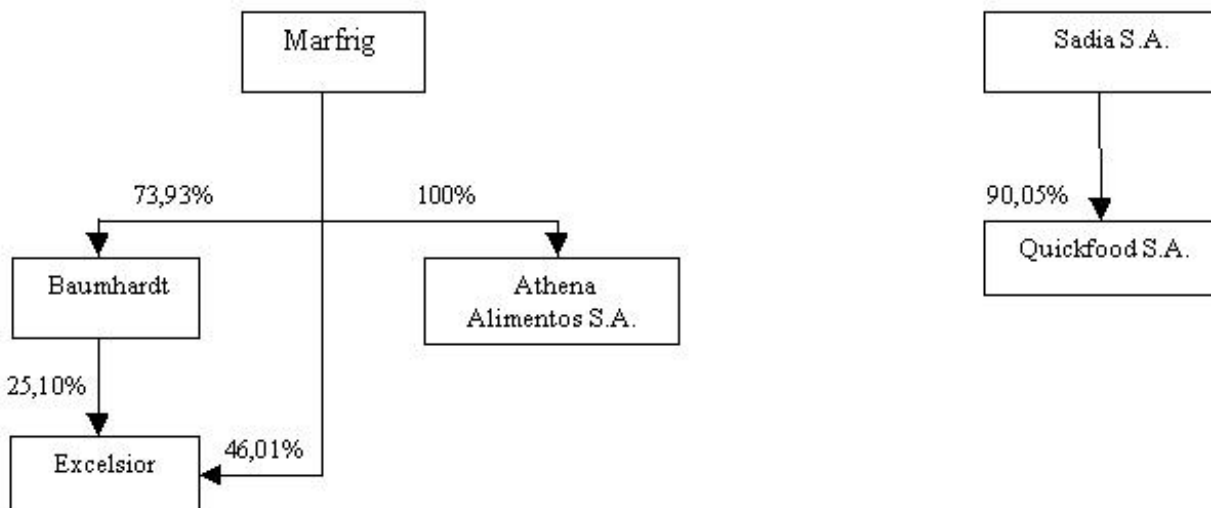 Marfrig
Sadia S.A.
73,93%
100%
90,05%
Baumhardt
Athena
Alimentos S.A.
Quickfood S.A.
25,10%
46,01%
Excelsior